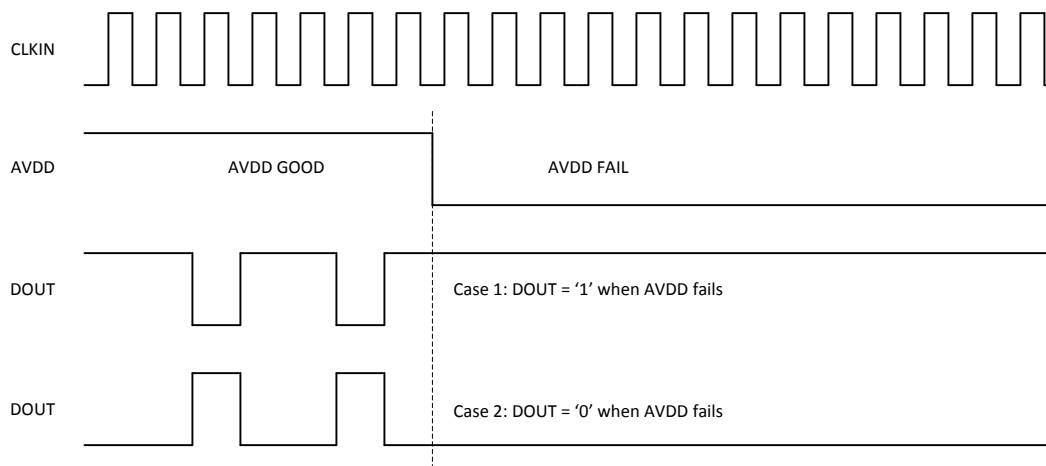 CLKIN
AVDD
AVDD GOOD
AVDD FAIL
DOUT
Case 1: DOUT = ‘1’ when AVDD fails
DOUT
Case 2: DOUT = ‘0’ when AVDD fails